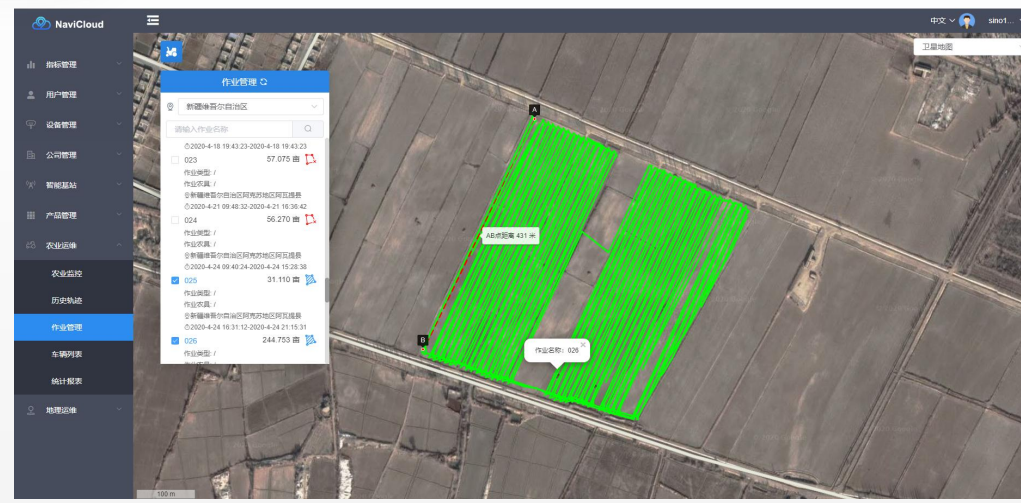 NaviCloud
中文
sino1...
指标管理
用户管理
设备管理
公司管理
智能基站
产品管理
农业运维
农业监控
历史轨迹
作业管理
车辆列表
统计报表
地理运维
作业管理
新疆维吾尔自治区
请输入作业名称
2020-4-18 19:43:23-2020-4-18 19:43:23
023 57.075 亩
作业类型: /
作业农具: /
新疆维吾尔自治区阿克苏地区阿瓦提县
2020-4-21 09:48:32-2020-4-21 16:36:42
024 56.270 亩
作业类型: /
作业农具: /
新疆维吾尔自治区阿克苏地区阿瓦提县
2020-4-24 09:40:24-2020-4-24 15:28:38
025 31.110 亩
作业类型: /
作业农具: /
新疆维吾尔自治区阿克苏地区阿瓦提县
2020-4-24 16:31:12-2020-4-24 21:15:31
026 244.753 亩
作业类型: /
卫星地图
A
AB点距离 431 米
B
作业名称: 026
100 m